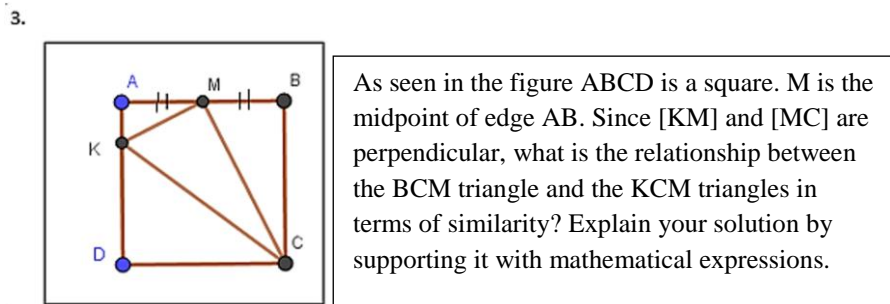 3.
A
M
B
K
D
C
As seen in the figure ABCD is a square. M is the
midpoint of edge AB. Since [KM] and [MC] are
perpendicular, what is the relationship between
the BCM triangle and the KCM triangles in
terms of similarity? Explain your solution by
supporting it with mathematical expressions.